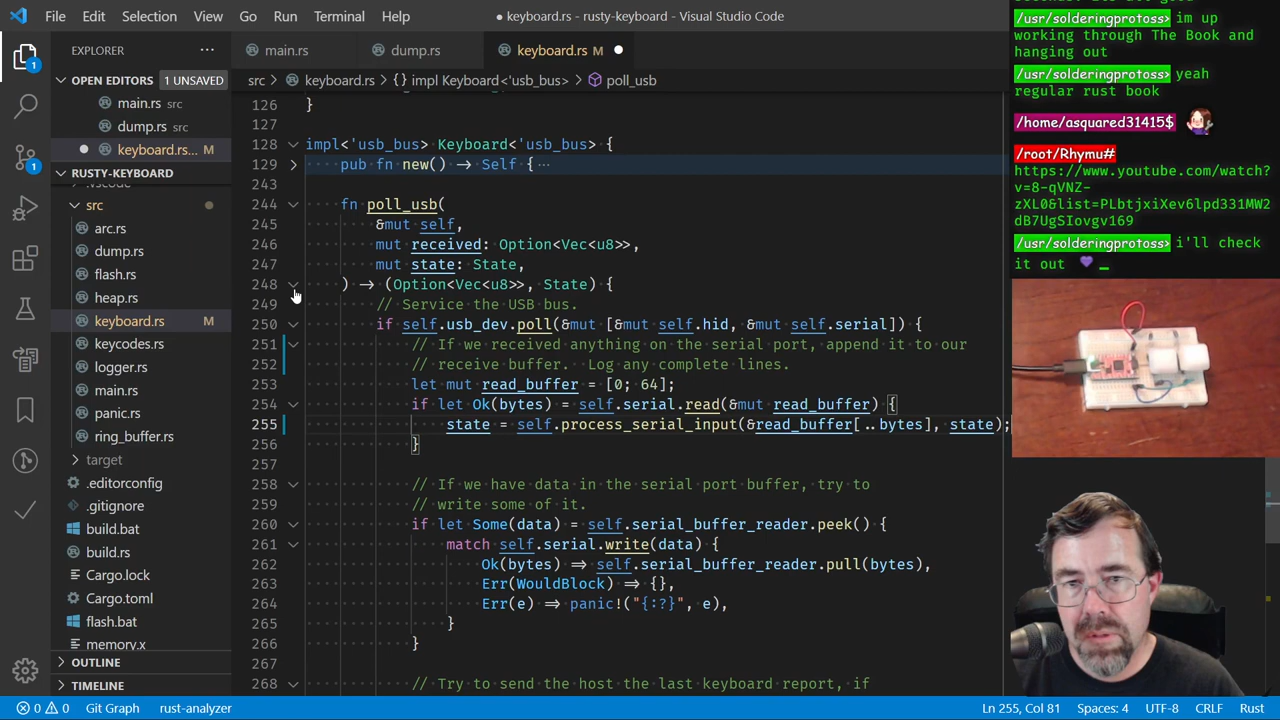 File Edit Selection View Go Run Terminal Help
● keyboard.rs - rusty-keyboard - Visual Studio Code
EXPLORER
OPEN EDITORS 1 UNSAVED
main.rs src
dump.rs src
keyboard.rs... M
RUSTY-KEYBOARD
.vscode
src
arc.rs
dump.rs
flash.rs
heap.rs
keyboard.rs M
keycodes.rs
logger.rs
main.rs
panic.rs
ring_buffer.rs
target
.editorconfig
.gitignore
build.bat
build.rs
Cargo.lock
Cargo.toml
flash.bat
memory.x
OUTLINE
TIMELINE
main.rs dump.rs keyboard.rs M
src > keyboard.rs > {} impl Keyboard<'usb_bus> > poll_usb
126 }
127
128 impl<'usb_bus> Keyboard<'usb_bus> {
129 pub fn new() → Self { ···
243
244 fn poll_usb(
245 &mut self,
246 mut received: Option<Vec<u8>>,
247 mut state: State,
248 ) → (Option<Vec<u8>>, State) {
249 // Service the USB bus.
250 if self.usb_dev.poll(&mut [&mut self.hid, &mut self.serial]) {
251 // If we received anything on the serial port, append it to our
252 // receive buffer. Log any complete lines.
253 let mut read_buffer = [0; 64];
254 if let Ok(bytes) = self.serial.read(&mut read_buffer) {
255 state = self.process_serial_input(&read_buffer[..bytes], state);
256 }
257
258 // If we have data in the serial port buffer, try to
259 // write some of it.
260 if let Some(data) = self.serial_buffer_reader.peek() {
261 match self.serial.write(data) {
262 Ok(bytes) ⇒ self.serial_buffer_reader.pull(bytes),
263 Err(WouldBlock) ⇒ {},
264 Err(e) ⇒ panic!("{:?}", e),
265 }
266 }
267
268 // Try to send the host the last keyboard report, if
/usr/solderingprotoss> im up
working through The Book and
hanging out
/usr/solderingprotoss> yeah
regular rust book
/home/asquared31415$
/root/Rhymu#
https://www.youtube.com/watch?
v=8-qVNZ-
zXL0&list=PLbtjxiXev6lpd331MW2
dB7UgSIovgv169
/usr/solderingprotoss> i'll check
it out 💜 _
0 0 Git Graph rust-analyzer
Ln 255, Col 81 Spaces: 4 UTF-8 CRLF Rust